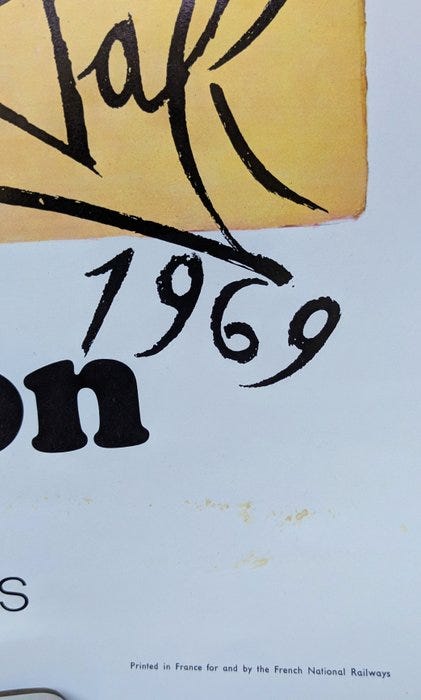 1969
on
S
Printed in France for and by the French National Railways